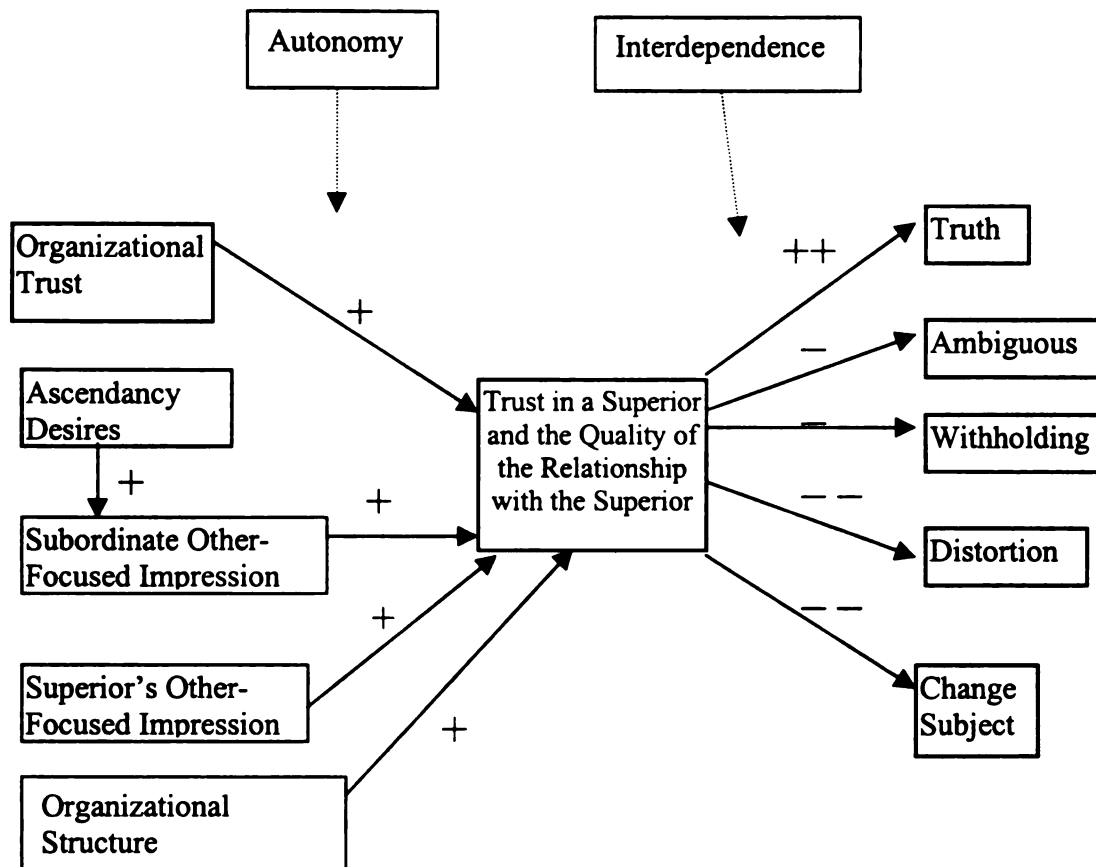 Autonomy
Interdependence
Organizational
Trust
+
++
Truth
–
Ambiguous
Ascendancy
Desires
+
Trust in a Superior
and the Quality of
the Relationship
with the Superior
–
Withholding
+
Subordinate Other-
Focused Impression
– –
Distortion
+
Superior’s Other-
Focused Impression
– –
Change
Subject
+
Organizational
Structure